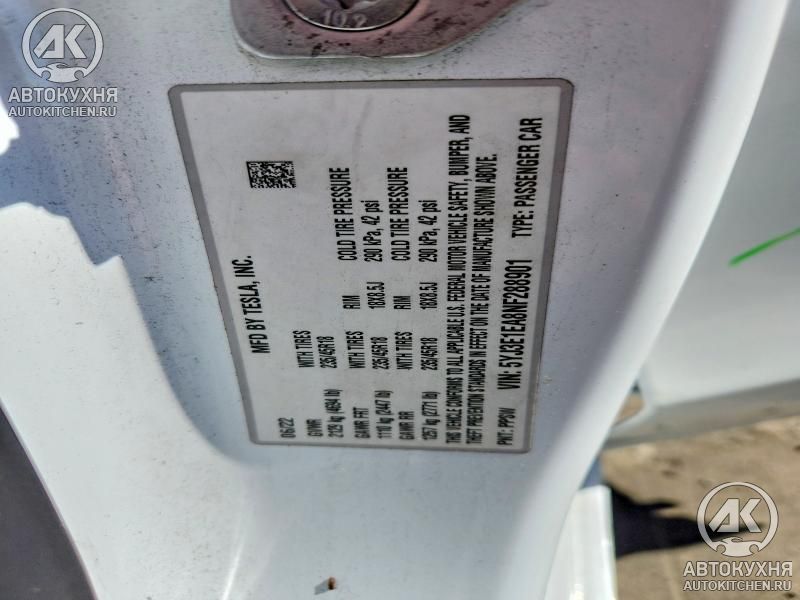 АК
АВТОКУХНЯ
AUTOKITCHEN.RU
10.2
MFD BY TESLA, INC.
06/22
GVWR
2129 kg (4694 lb)
GAWR FRT WITH TIRES RIM COLD TIRE PRESSURE
1110 kg (2447 lb) 235/45R18 18X8.5J 290 kPa, 42 psi
GAWR RR WITH TIRES RIM COLD TIRE PRESSURE
1257 kg (2771 lb) 235/45R18 18X8.5J 290 kPa, 42 psi
THIS VEHICLE CONFORMS TO ALL APPLICABLE U.S. FEDERAL MOTOR VEHICLE SAFETY, BUMPER, AND
THEFT PREVENTION STANDARDS IN EFFECT ON THE DATE OF MANUFACTURE SHOWN ABOVE.
PNT: PPSW VIN: 5YJ3E1EA8NF288901 TYPE: PASSENGER CAR
АК
АВТОКУХНЯ
AUTOKITCHEN.RU